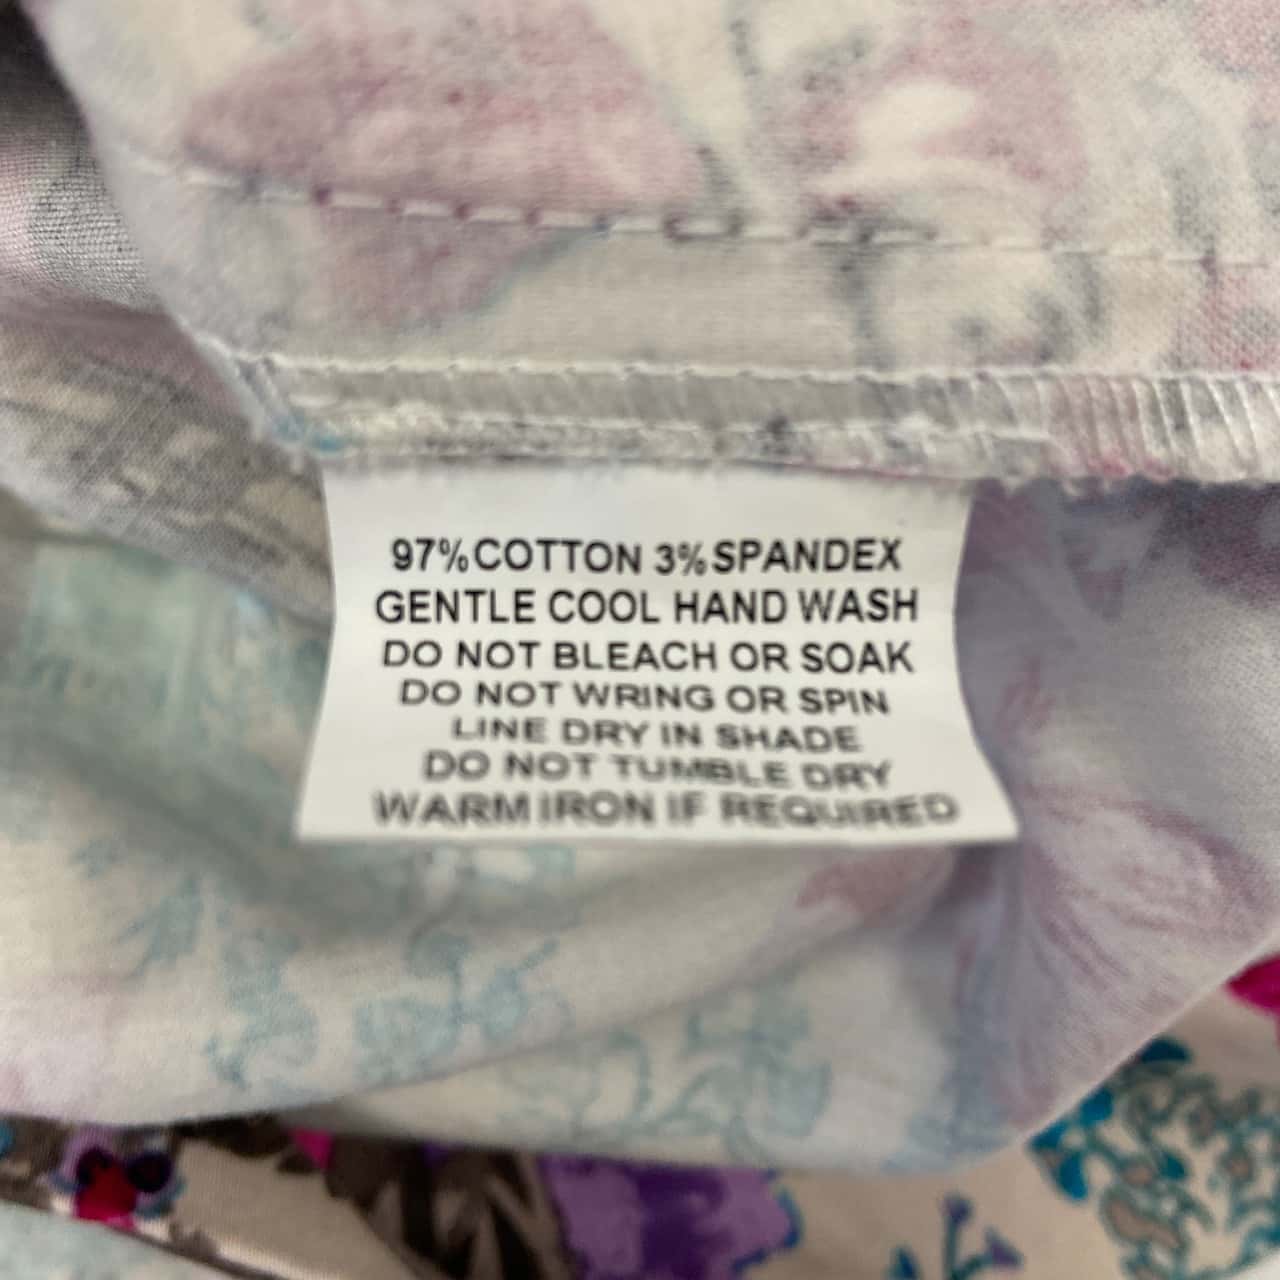 97% COTTON 3% SPANDEX
GENTLE COOL HAND WASH
DO NOT BLEACH OR SOAK
DO NOT WRING OR SPIN
LINE DRY IN SHADE
DO NOT TUMBLE DRY
WARM IRON IF REQUIRED